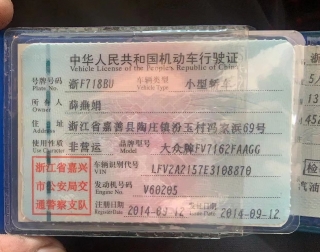 中华人民共和国机动车行驶证
Vehicle License of the People's Republic of China
号牌号码 浙F718BU 车辆类型 小型轿车
Plate No. Vehicle Type
所有人 薛燕娟
Owner
住址 浙江省嘉善县陶庄镇汾玉村冯家浜69号
Address
使用性质 非营运 品牌型号 大众牌FV7162FAAGG
Use Character Model
浙江省嘉兴
市公安局交
通警察支队
车辆识别代号 LFV2A2157E3108870
VIN
发动机号码 V60205
Engine No.
注册日期 2014-09-12 发证日期 2014-09-12
Register Date Issue Date